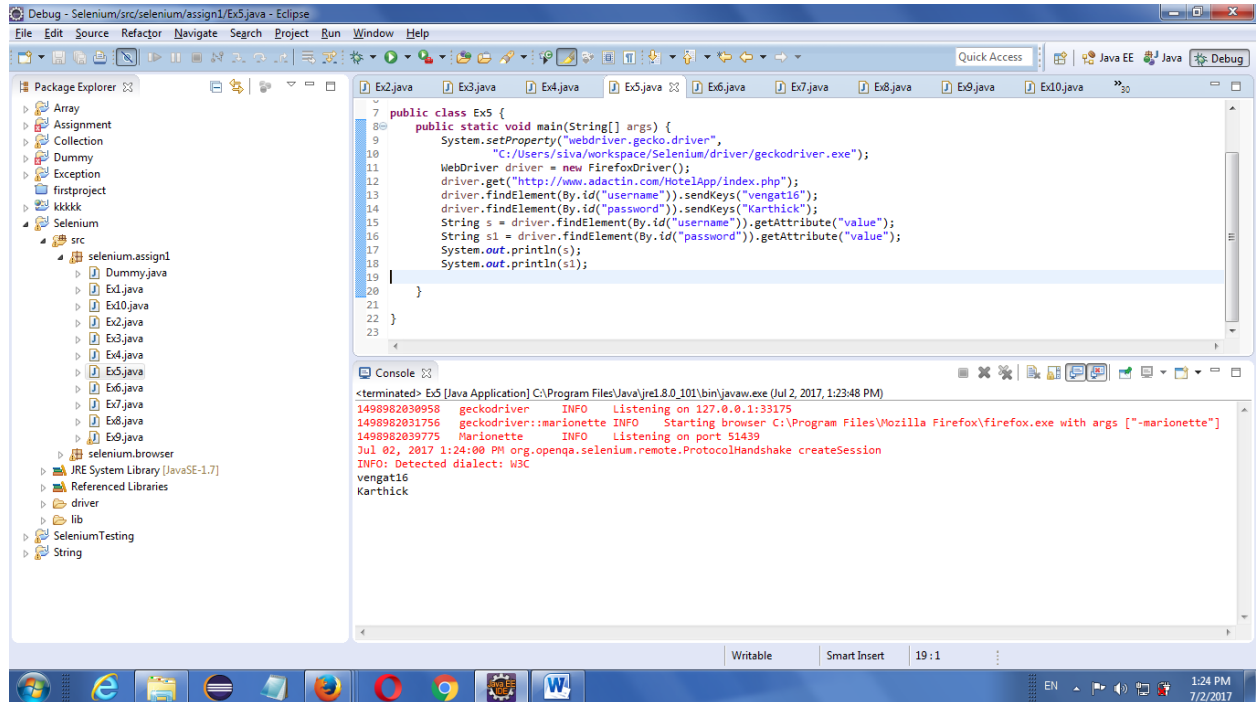 Debug - Selenium/src/selenium/assign1/Ex5.java - Eclipse
File Edit Source Refactor Navigate Search Project Run Window Help
Quick Access Java EE Java Debug
Package Explorer
Array
Assignment
Collection
Dummy
Exception
firstproject
kkkkk
Selenium
src
selenium.assign1
Dummy.java
Ex1.java
Ex10.java
Ex2.java
Ex3.java
Ex4.java
Ex5.java
Ex6.java
Ex7.java
Ex8.java
Ex9.java
selenium.browser
JRE System Library [JavaSE-1.7]
Referenced Libraries
driver
lib
SeleniumTesting
String
Ex2.java Ex3.java Ex4.java Ex5.java Ex6.java Ex7.java Ex8.java Ex9.java Ex10.java »30
7 public class Ex5 {
8 public static void main(String[] args) {
9 System.setProperty("webdriver.gecko.driver",
10 "C:/Users/siva/workspace/Selenium/driver/geckodriver.exe");
11 WebDriver driver = new FirefoxDriver();
12 driver.get("http://www.adactin.com/HotelApp/index.php");
13 driver.findElement(By.id("username")).sendKeys("vengat16");
14 driver.findElement(By.id("password")).sendKeys("Karthick");
15 String s = driver.findElement(By.id("username")).getAttribute("value");
16 String s1 = driver.findElement(By.id("password")).getAttribute("value");
17 System.out.println(s);
18 System.out.println(s1);
19
20 }
21
22 }
23
Console
<terminated> Ex5 [Java Application] C:\Program Files\Java\jre1.8.0_101\bin\javaw.exe (Jul 2, 2017, 1:23:48 PM)
1498982030958 geckodriver INFO Listening on 127.0.0.1:33175
1498982031756 geckodriver::marionette INFO Starting browser C:\Program Files\Mozilla Firefox\firefox.exe with args ["-marionette"]
1498982039775 Marionette INFO Listening on port 51439
Jul 02, 2017 1:24:00 PM org.openqa.selenium.remote.ProtocolHandshake createSession
INFO: Detected dialect: W3C
vengat16
Karthick
Writable Smart Insert 19 : 1
Java EE IDE
EN
1:24 PM
7/2/2017